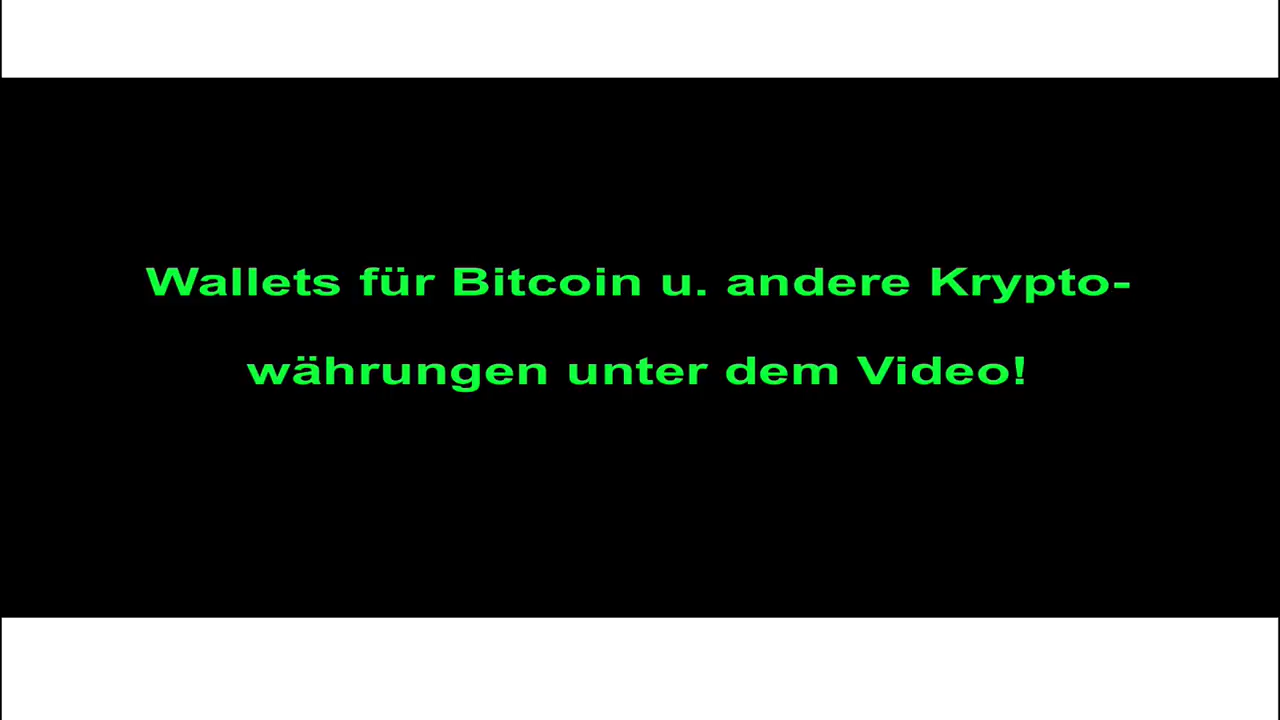 Wallets für Bitcoin u. andere Krypto-
währungen unter dem Video!